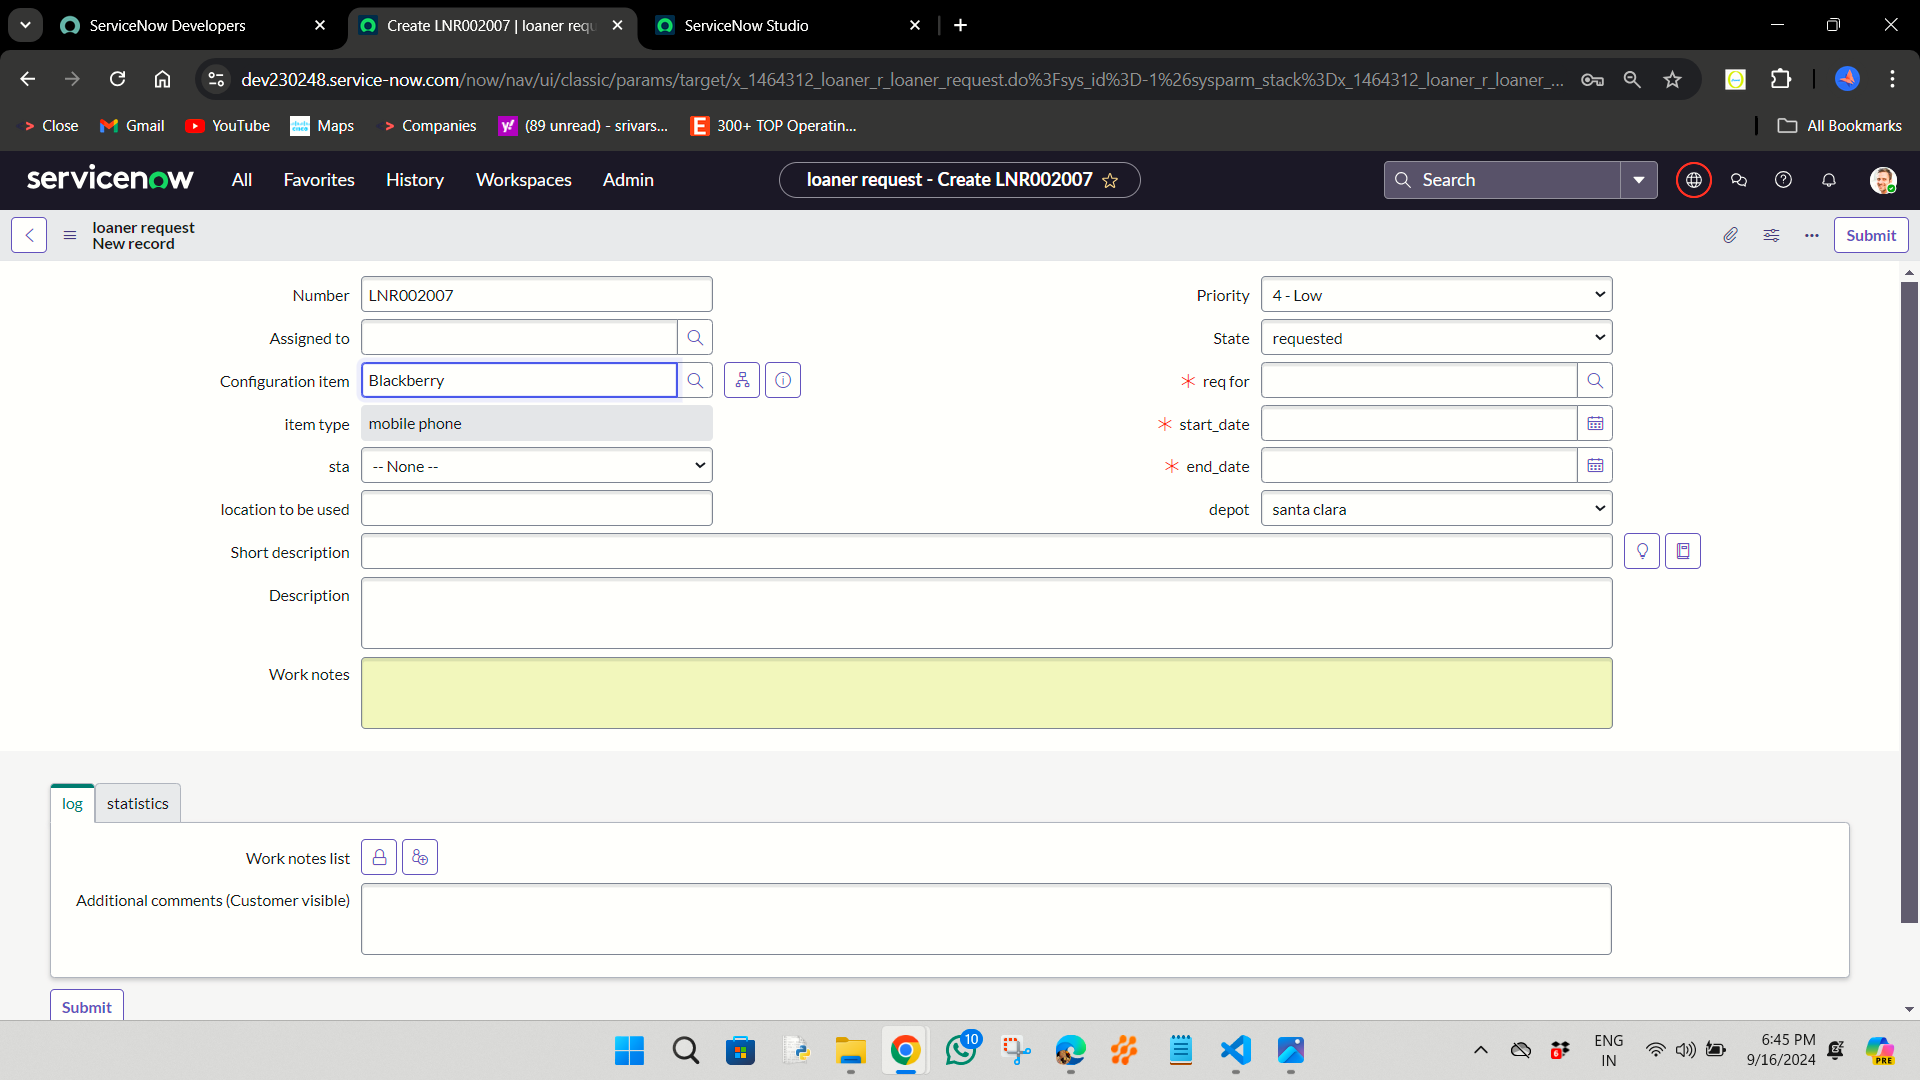 ServiceNow Developers
Create LNR002007 | loaner requ
ServiceNow Studio
dev230248.service-now.com/now/nav/ui/classic/params/target/x_1464312_loaner_r_loaner_request.do%3Fsys_id%3D-1%26sysparm_stack%3Dx_1464312_loaner_r_loaner_...
Close
Gmail
YouTube
Maps
Companies
(89 unread) - srivars...
300+ TOP Operatin...
All Bookmarks
servicenow
All
Favorites
History
Workspaces
Admin
loaner request - Create LNR002007
Search
loaner request
New record
Submit
Number
LNR002007
Priority
4 - Low
Assigned to
State
requested
Configuration item
Blackberry
* req for
item type
mobile phone
* start_date
sta
-- None --
* end_date
location to be used
depot
santa clara
Short description
Description
Work notes
log
statistics
Work notes list
Additional comments (Customer visible)
Submit
10
6
ENG
IN
6:45 PM
9/16/2024
PRE